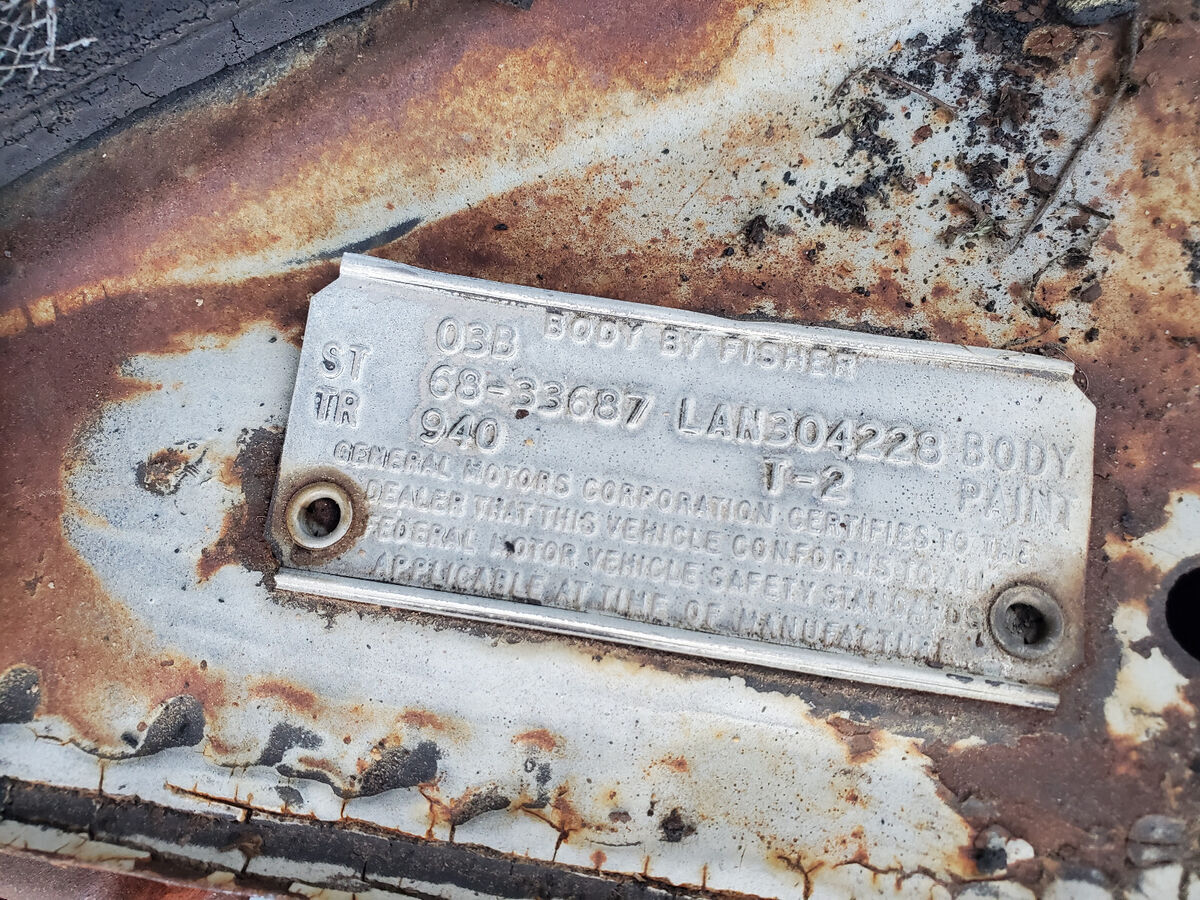 BODY BY FISHER
03B
ST 68-33687 LAN304228 BODY
TR 940 T-2 PAINT
GENERAL MOTORS CORPORATION CERTIFIES TO THE
DEALER THAT THIS VEHICLE CONFORMS TO ALL
FEDERAL MOTOR VEHICLE SAFETY STANDARDS
APPLICABLE AT TIME OF MANUFACTURE